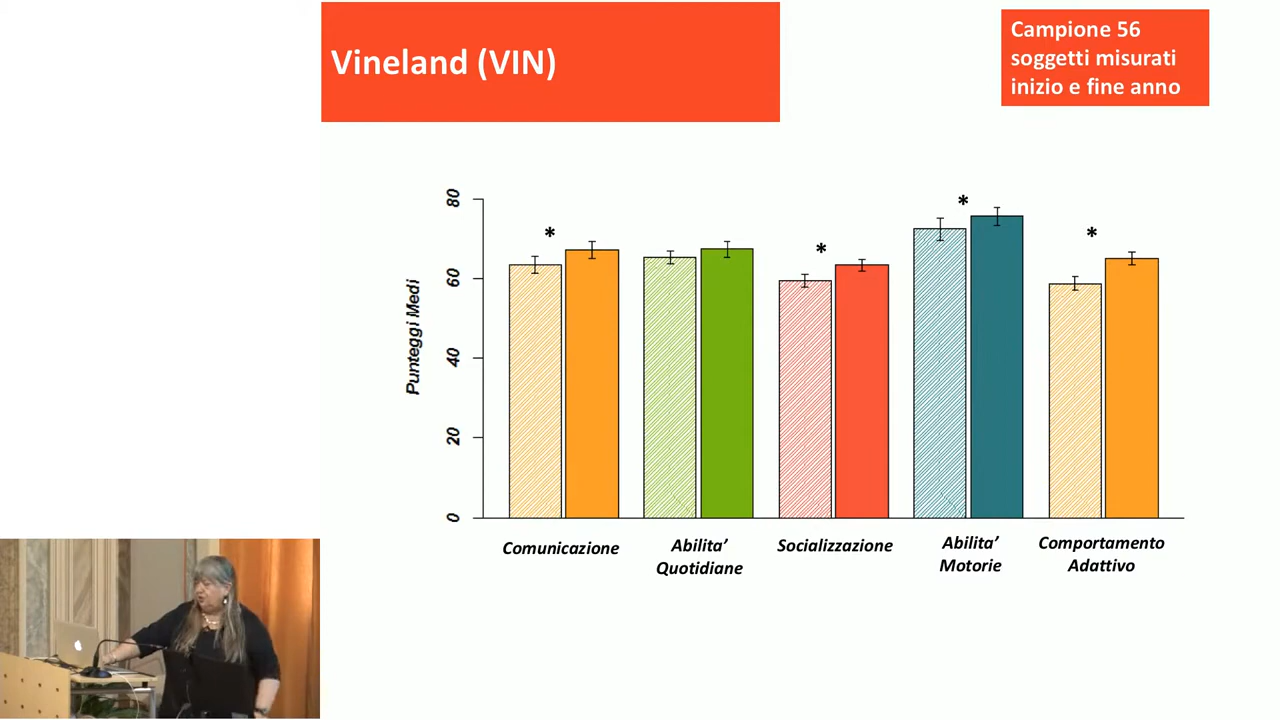 Vineland (VIN)
Campione 56
soggetti misurati
inizio e fine anno
80
60
40
20
0
Punteggi Medi
*
*
*
*
Comunicazione
Abilita’
Quotidiane
Socializzazione
Abilita’
Motorie
Comportamento
Adattivo